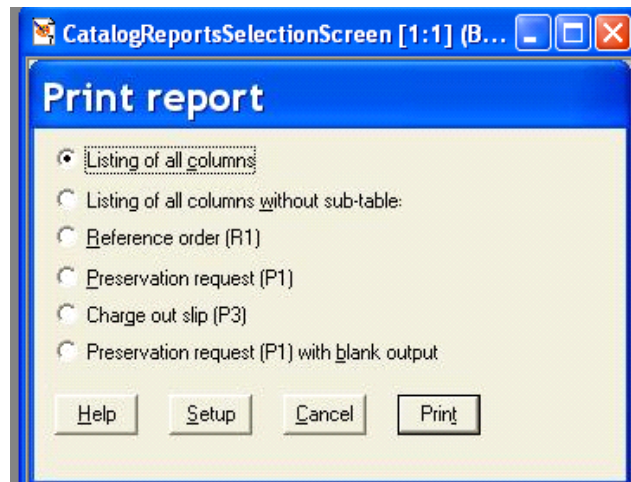 CatalogReportsSelectionScreen [1:1] (B...
Print report
Listing of all columns
Listing of all columns without sub-table:
Reference order (R1)
Preservation request (P1)
Charge out slip (P3)
Preservation request (P1) with blank output
Help Setup Cancel Print